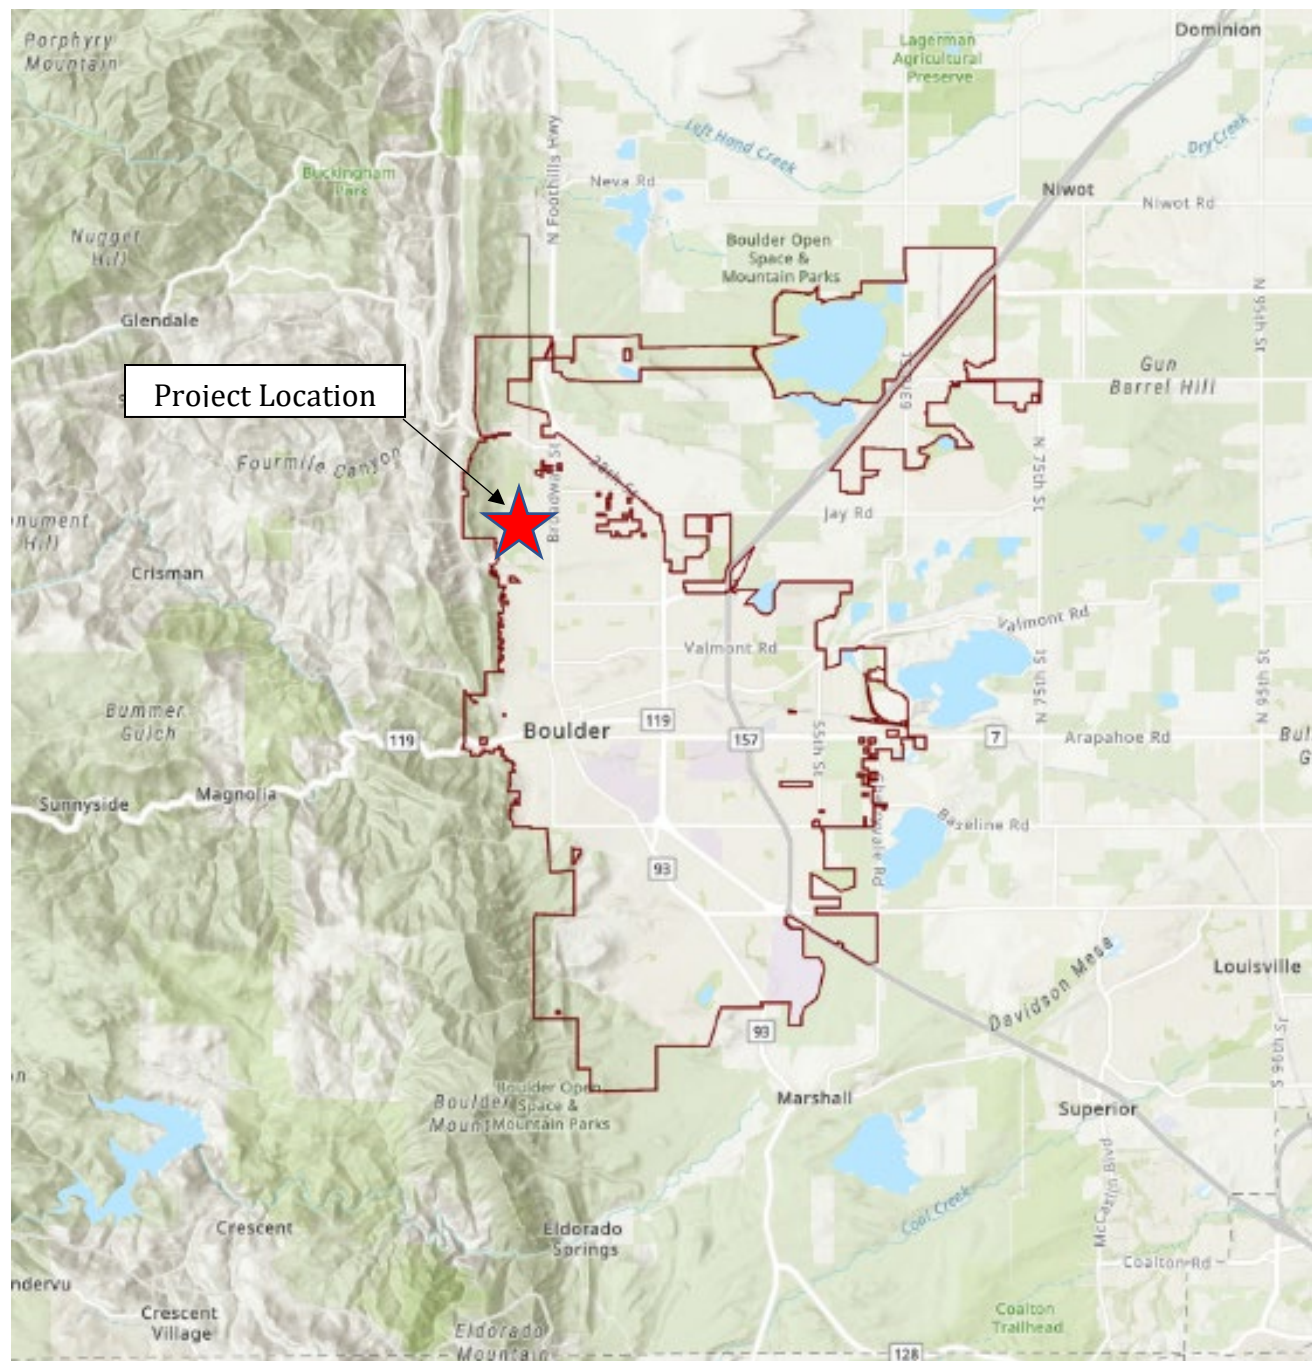 Porphyry
Mountain
Dominion
Lagerman
Agricultural
Preserve
Left Hand Creek
Dry Creek
N Foothills Hwy
Buckingham
Park
Neva Rd
Niwot
Niwot Rd
Nugget
Hill
Boulder Open
Space &
Mountain Parks
N 95th St
Glendale
Gun
Barrel Hill
Project Location
Fourmile Canyon
Broadway St
28th St
N 75th St
Jay Rd
onument
Hill
Crisman
Valmont Rd
Valmont Rd
N 75th St
N 95th St
Bummer
Gulch
Boulder
119
119
157
55th St
7
Arapahoe Rd
Bul
G
Sunnyside
Magnolia
Baseline Rd
93
Davidson Mesa
Louisville
93
S 96th St
n
Boulder Open
Space &
Mountain Parks
Boulder
Mount
Marshall
Superior
McCaslin Blvd
Coal Creek
Crescent
Eldorado
Springs
Coalton Rd
ndervu
Crescent
Village
Coalton
Trailhead
Eldorado
Mountain
128